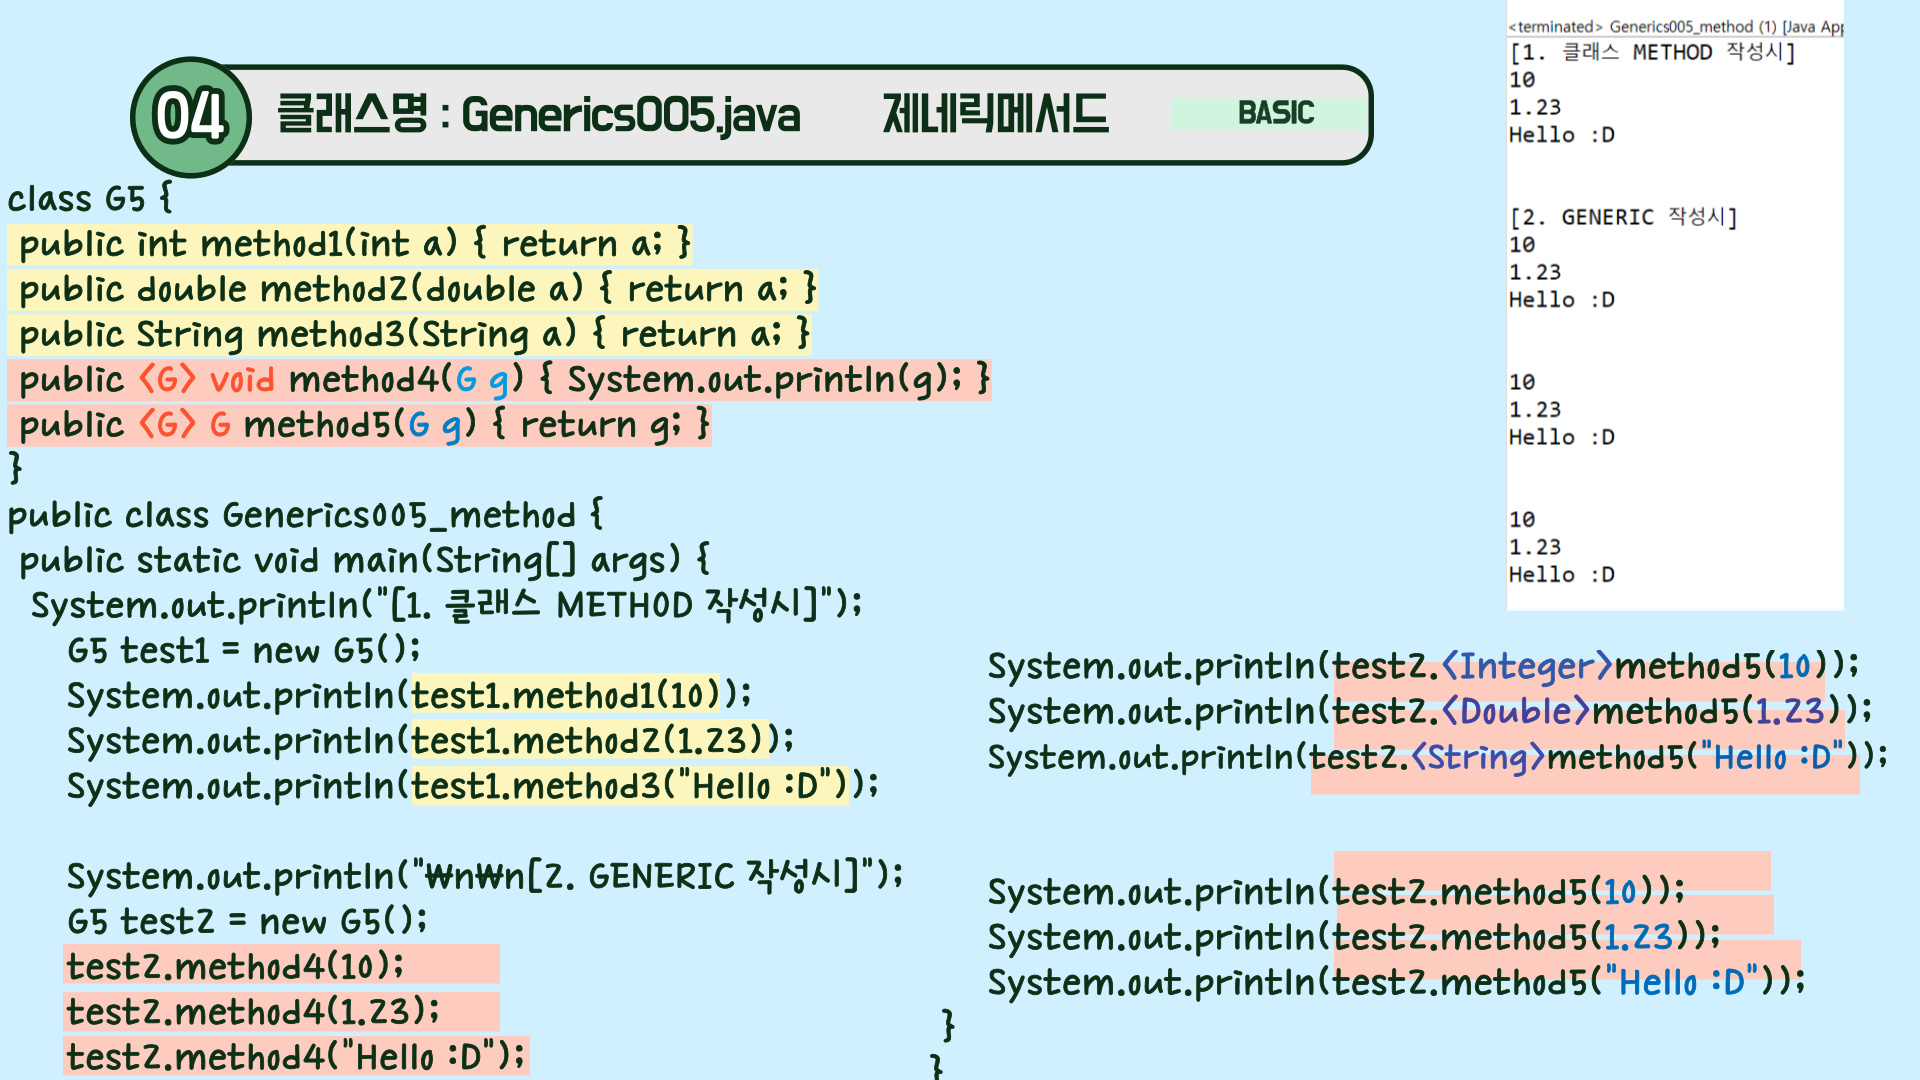 04
클래스명 : Generics005.java 제네릭메서드 BASIC
class G5 {
public int method1(int a) { return a; }
public double method2(double a) { return a; }
public String method3(String a) { return a; }
public <G> void method4(G g) { System.out.println(g); }
public <G> G method5(G g) { return g; }
}
public class Generics005_method {
public static void main(String[] args) {
System.out.println("[1. 클래스 METHOD 작성시]");
G5 test1 = new G5();
System.out.println(test1.method1(10));
System.out.println(test1.method2(1.23));
System.out.println(test1.method3("Hello :D"));
System.out.println("₩n₩n[2. GENERIC 작성시]");
G5 test2 = new G5();
test2.method4(10);
test2.method4(1.23);
test2.method4("Hello :D");
System.out.println(test2.<Integer>method5(10));
System.out.println(test2.<Double>method5(1.23));
System.out.println(test2.<String>method5("Hello :D"));
System.out.println(test2.method5(10));
System.out.println(test2.method5(1.23));
System.out.println(test2.method5("Hello :D"));
}
}
<terminated> Generics005_method (1) [Java App
[1. 클래스 METHOD 작성시]
10
1.23
Hello :D
[2. GENERIC 작성시]
10
1.23
Hello :D
10
1.23
Hello :D
10
1.23
Hello :D